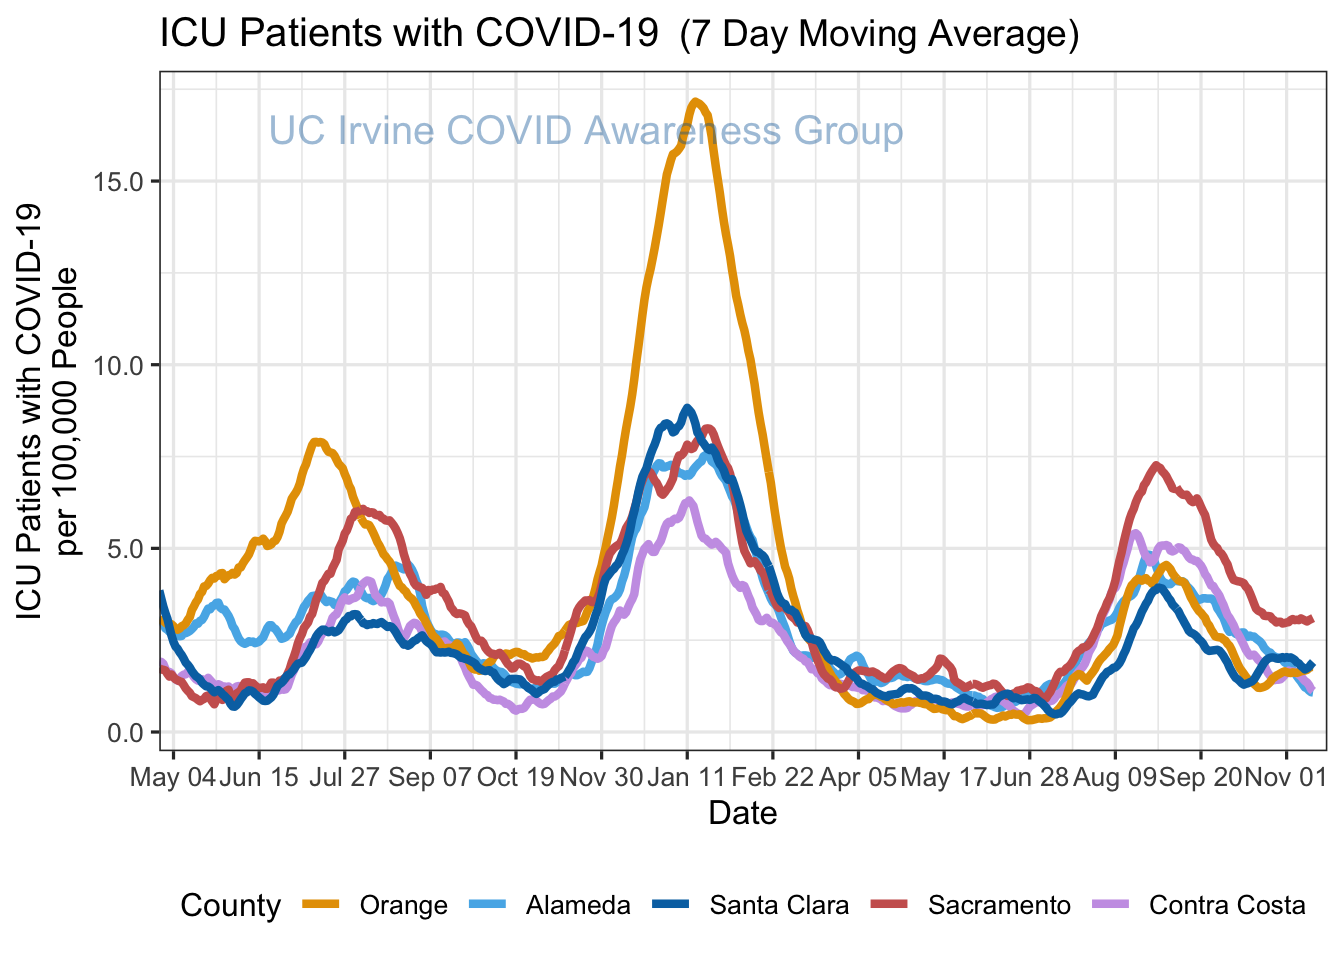 ICU Patients with COVID-19 (7 Day Moving Average)
UC Irvine COVID Awareness Group
ICU Patients with COVID-19
per 100,000 People
15.0
10.0
5.0
0.0
May 04 Jun 15 Jul 27 Sep 07 Oct 19 Nov 30 Jan 11 Feb 22 Apr 05 May 17 Jun 28 Aug 09 Sep 20 Nov 01
Date
County Orange Alameda Santa Clara Sacramento Contra Costa